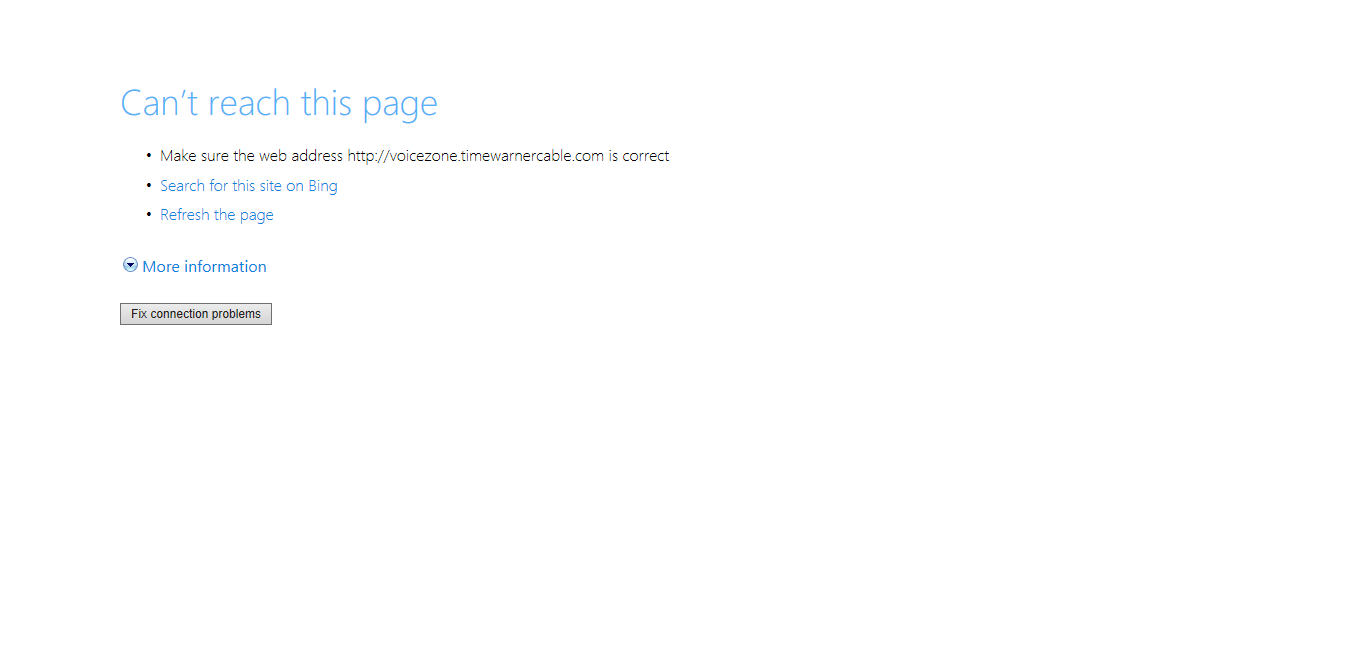 Can't reach this page
• Make sure the web address http://voicezone.timewarnercable.com is correct
• Search for this site on Bing
• Refresh the page
More information
Fix connection problems